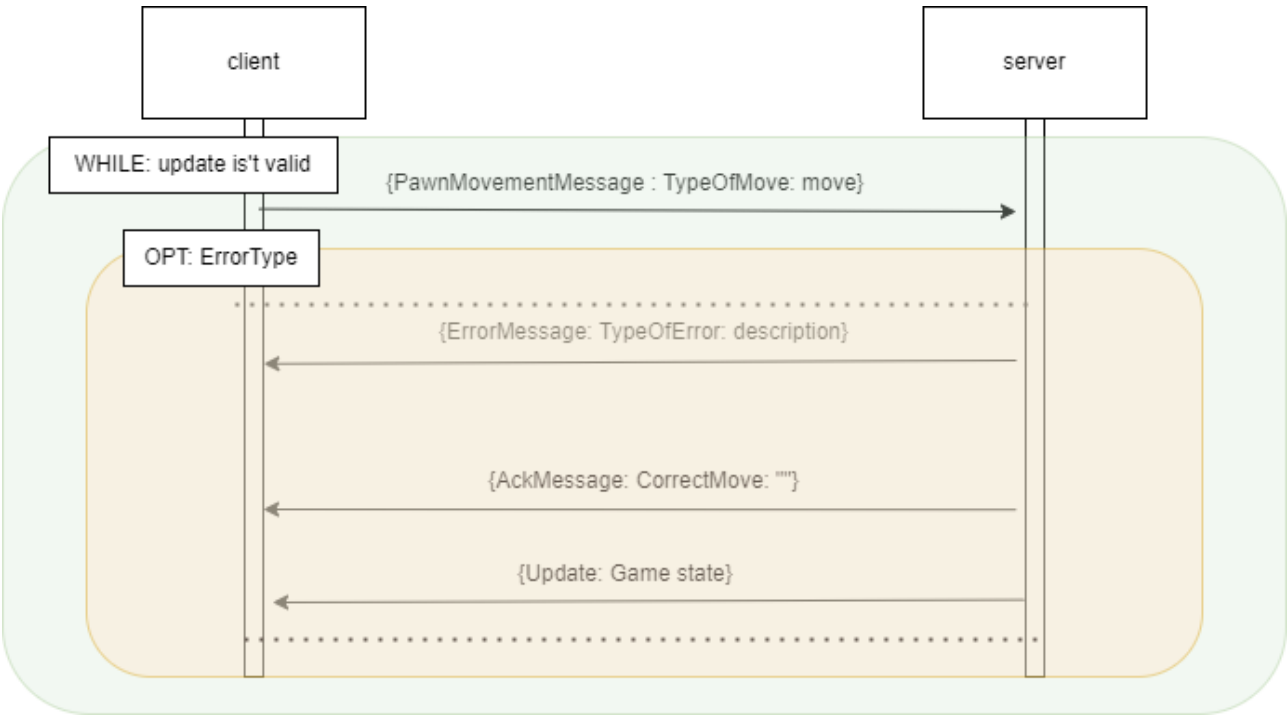 client
server
WHILE: update is't valid
{PawnMovementMessage : TypeOfMove: move}
OPT: ErrorType
{ErrorMessage: TypeOfError: description}
{AckMessage: CorrectMove: ""}
{Update: Game state}